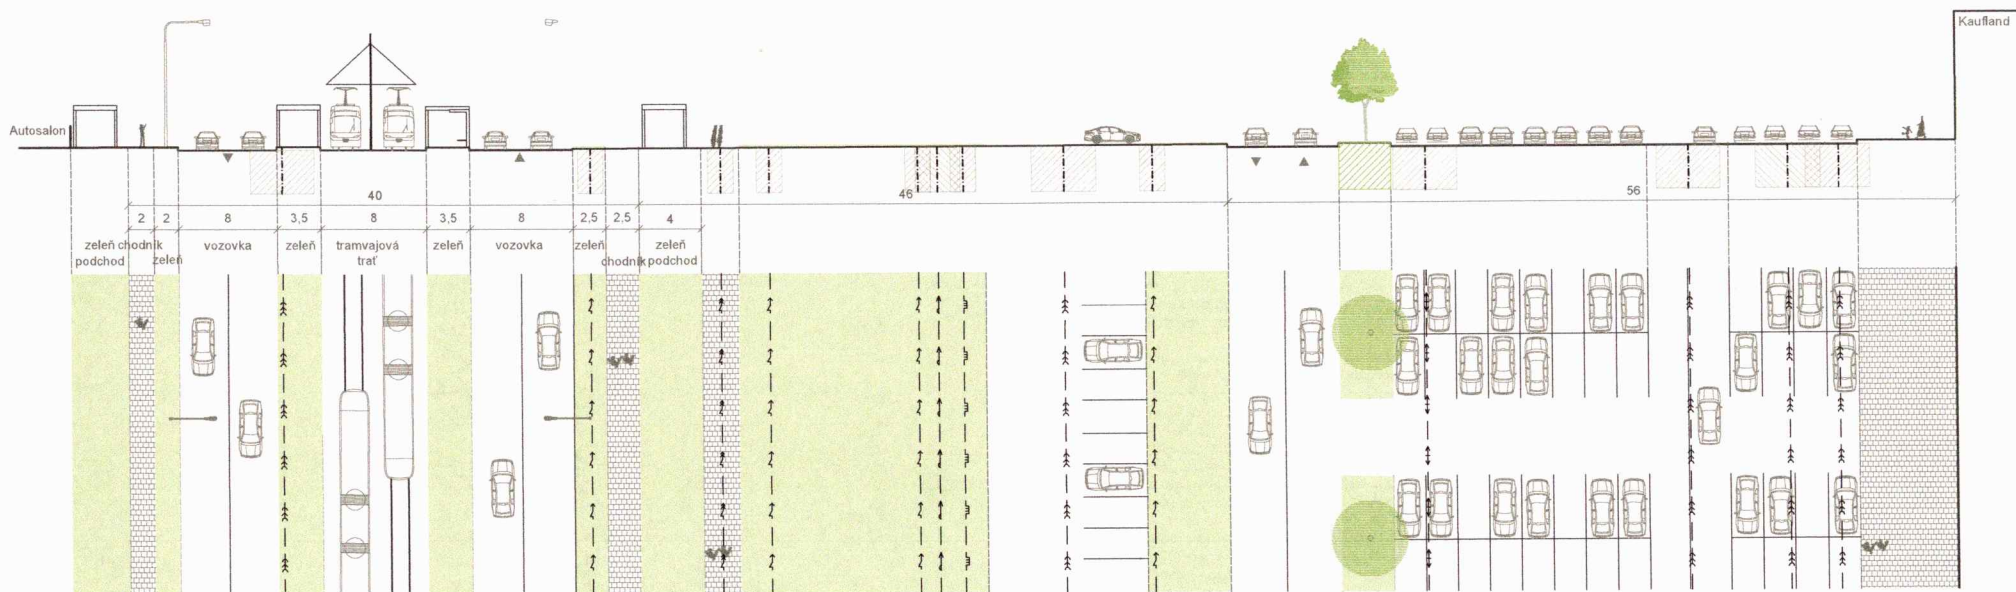 Kaufland
Autosalon
40
46
56
2 2 8 3,5 8 3,5 8 2,5 2,5 4
zeleň chodník vozovka zeleň tramvajová zeleň vozovka zeleň zeleň
podchod zeleň trať chodník podchod